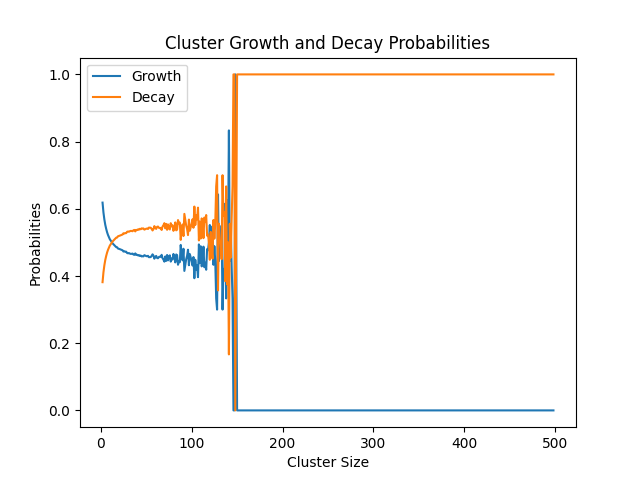 Cluster Growth and Decay Probabilities
Growth
Decay
1.0
0.8
0.6
0.4
0.2
0.0
Probabilities
0 100 200 300 400 500
Cluster Size